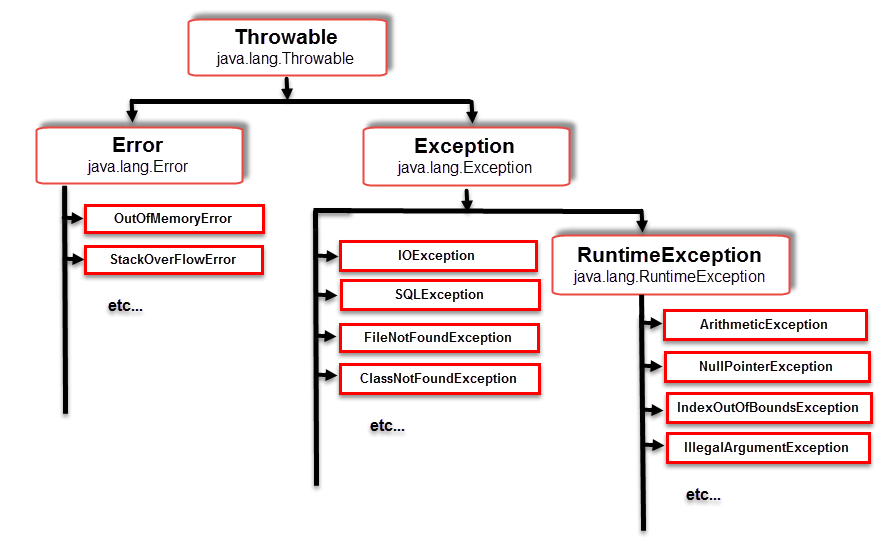 Throwable
java.lang.Throwable
Error
java.lang.Error
Exception
java.lang.Exception
OutOfMemoryError
StackOverFlowError
etc...
IOException
SQLException
FileNotFoundException
ClassNotFoundException
etc...
RuntimeException
java.lang.RuntimeException
ArithmeticException
NullPointerException
IndexOutOfBoundsException
IllegalArgumentException
etc...